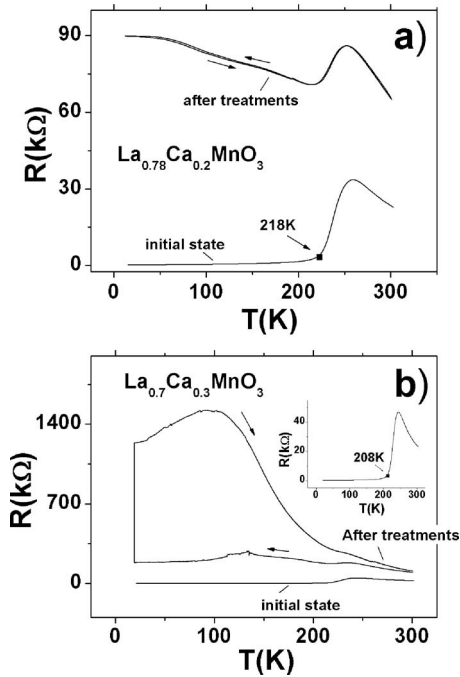 a)
90
60
30
0
R(kΩ)
after treatments
La0.78Ca0.2MnO3
218K
initial state
0 100 200 300
T(K)
b)
La0.7Ca0.3MnO3
1400
700
0
R(kΩ)
40
20
0
R(kΩ)
208K
0 100 200 300
T(K)
After treatments
initial state
0 100 200 300
T(K)